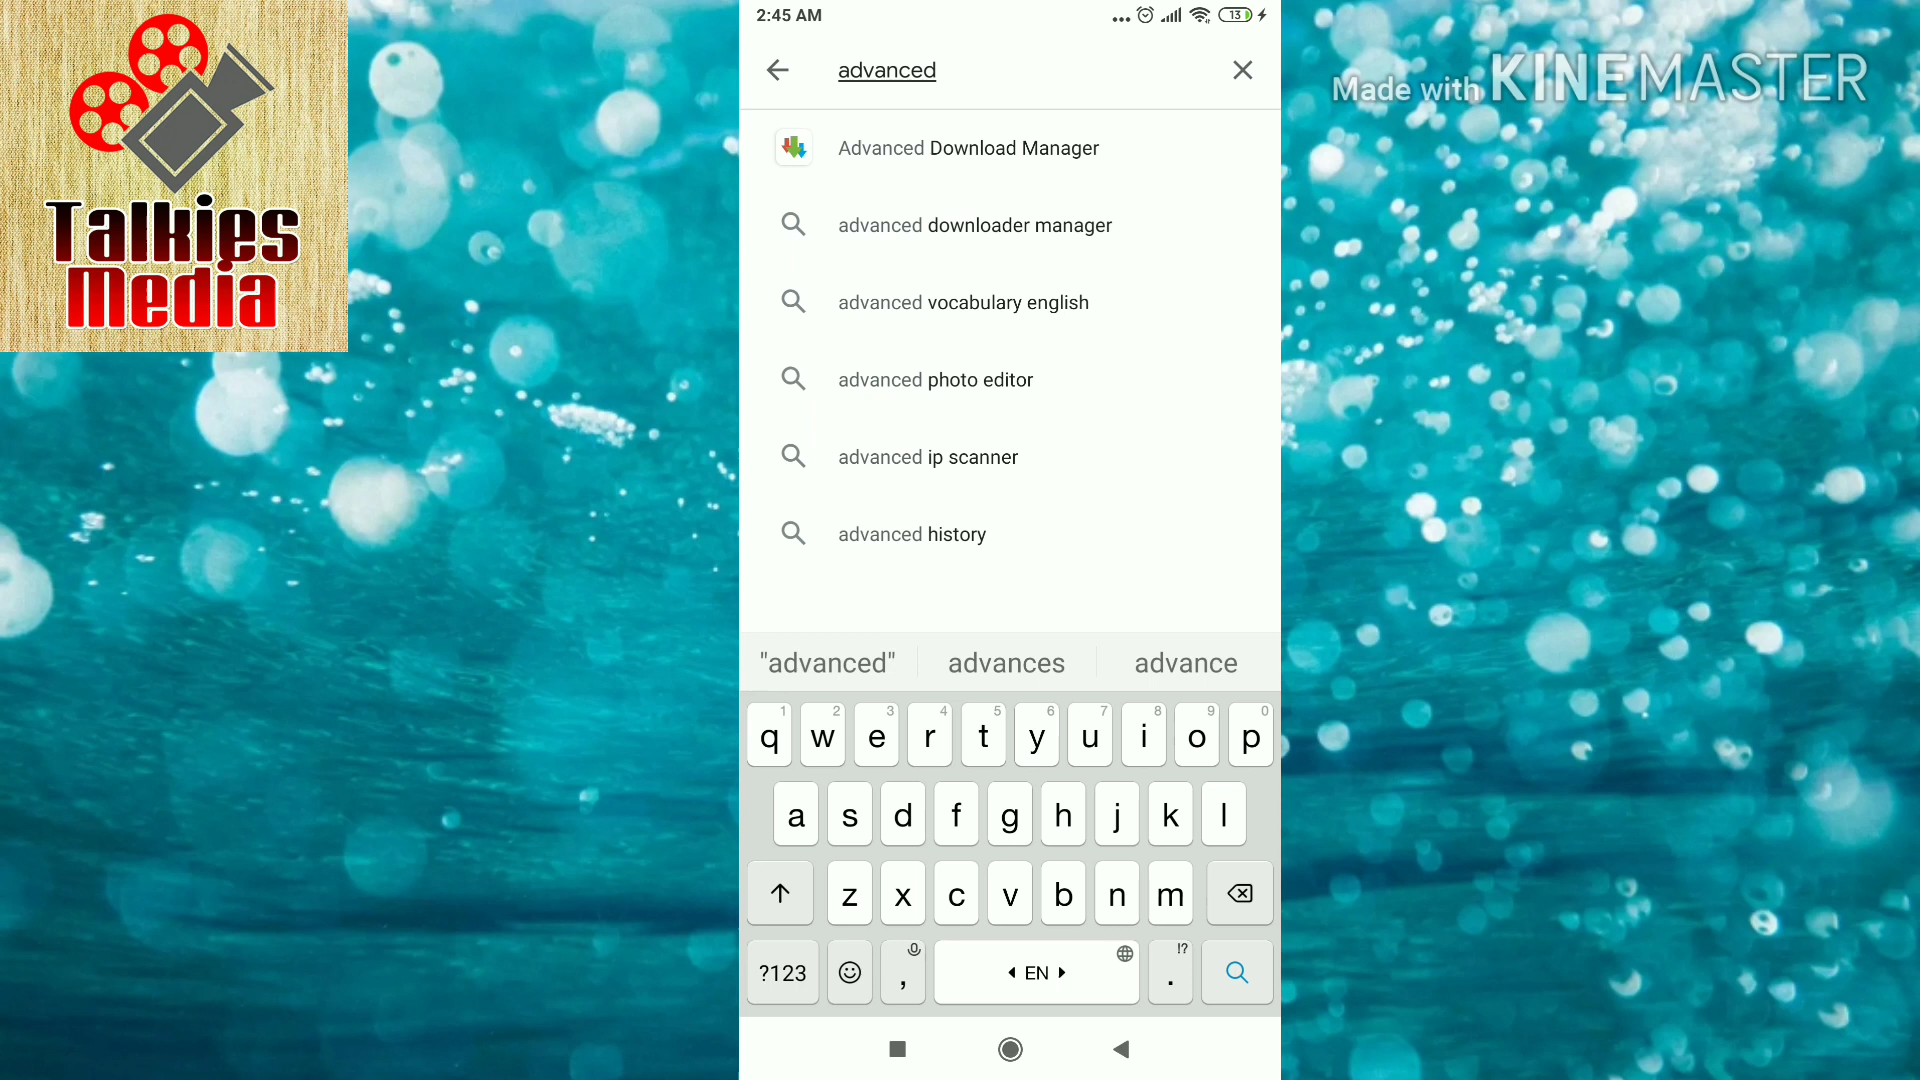 Talkies
Media
2:45 AM
13
advanced
Made with KINEMASTER
Advanced Download Manager
advanced downloader manager
advanced vocabulary english
advanced photo editor
advanced ip scanner
advanced history
"advanced" advances advance
1 2 3 4 5 6 7 8 9 0
q w e r t y u i o p
a s d f g h j k l
z x c v b n m
!?
?123 , EN .